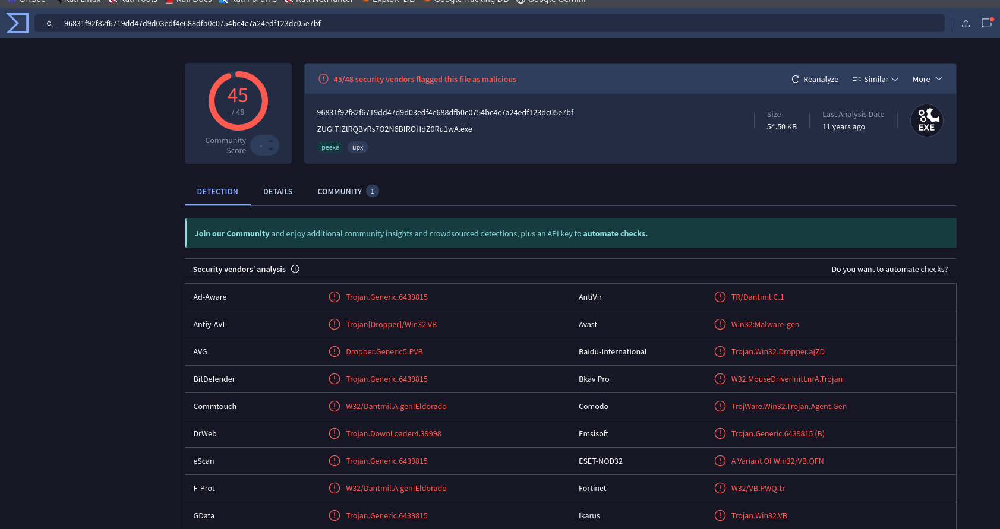 OffSec Kali Linux Kali Tools Kali Docs Kali Forums Kali NetHunter Exploit-DB Google Hacking DB Google Gemini
96831f92f82f6719dd47d9d03edf4e688dfb0c0754bc4c7a24edf123dc05e7bf
45
/ 48
Community
Score
45/48 security vendors flagged this file as malicious
Reanalyze
Similar
More
96831f92f82f6719dd47d9d03edf4e688dfb0c0754bc4c7a24edf123dc05e7bf
ZUGfTIZlRQBvRs7O2N6BfROHdZ0Ru1wA.exe
peexe
upx
Size
54.50 KB
Last Analysis Date
11 years ago
EXE
DETECTION
DETAILS
COMMUNITY 1
Join our Community and enjoy additional community insights and crowdsourced detections, plus an API key to automate checks.
Security vendors' analysis
Do you want to automate checks?
Ad-Aware Trojan.Generic.6439815 AntiVir TR/Dantmil.C.1
Antiy-AVL Trojan[Dropper]/Win32.VB Avast Win32:Malware-gen
AVG Dropper.Generic5.PVB Baidu-International Trojan.Win32.Dropper.ajZD
BitDefender Trojan.Generic.6439815 Bkav Pro W32.MouseDriverInitLnrA.Trojan
Commtouch W32/Dantmil.A.gen!Eldorado Comodo TrojWare.Win32.Trojan.Agent.Gen
DrWeb Trojan.DownLoader4.39998 Emsisoft Trojan.Generic.6439815 (B)
eScan Trojan.Generic.6439815 ESET-NOD32 A Variant Of Win32/VB.QFN
F-Prot W32/Dantmil.A.gen!Eldorado Fortinet W32/VB.PWQ!tr
GData Trojan.Generic.6439815 Ikarus Trojan.Win32.VB